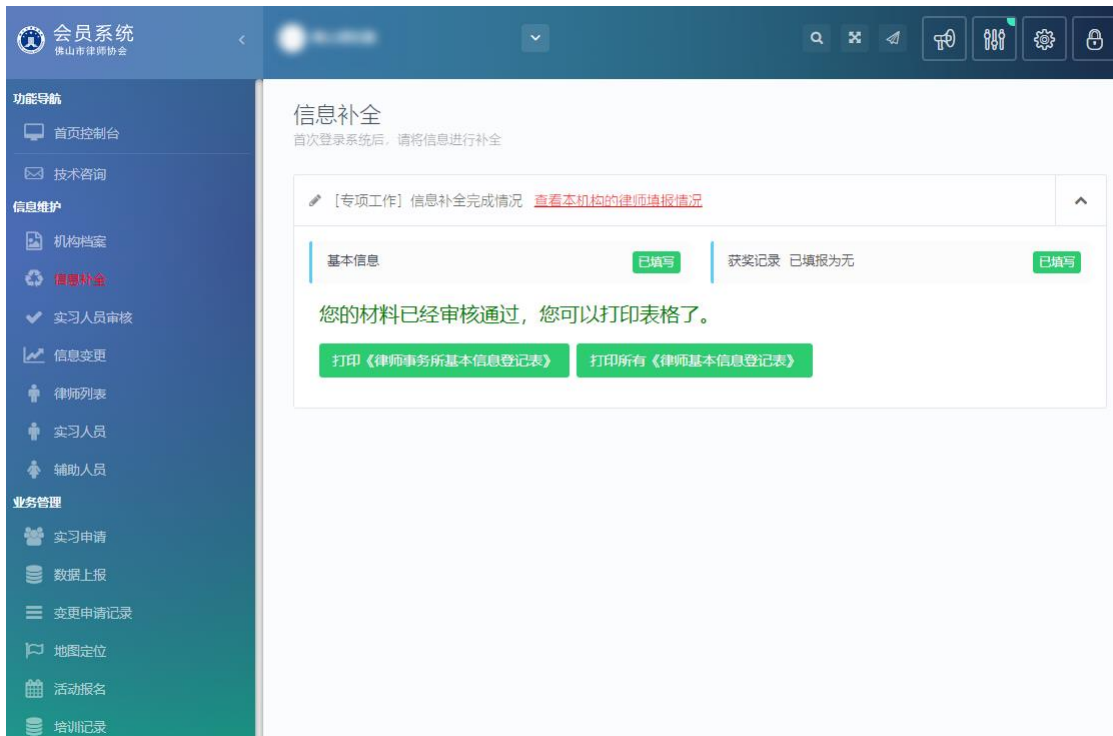 会员系统
佛山市律师协会
功能导航
首页控制台
技术咨询
信息维护
机构档案
信息补全
实习人员审核
信息变更
律师列表
实习人员
辅助人员
业务管理
实习申请
数据上报
变更申请记录
地图定位
活动报名
培训记录
信息补全
首次登录系统后，请将信息进行补全
[专项工作] 信息补全完成情况 查看本机构的律师填报情况
基本信息 已填写
获奖记录 已填报为无 已填写
您的材料已经审核通过，您可以打印表格了。
打印《律师事务所基本信息登记表》 打印所有《律师基本信息登记表》